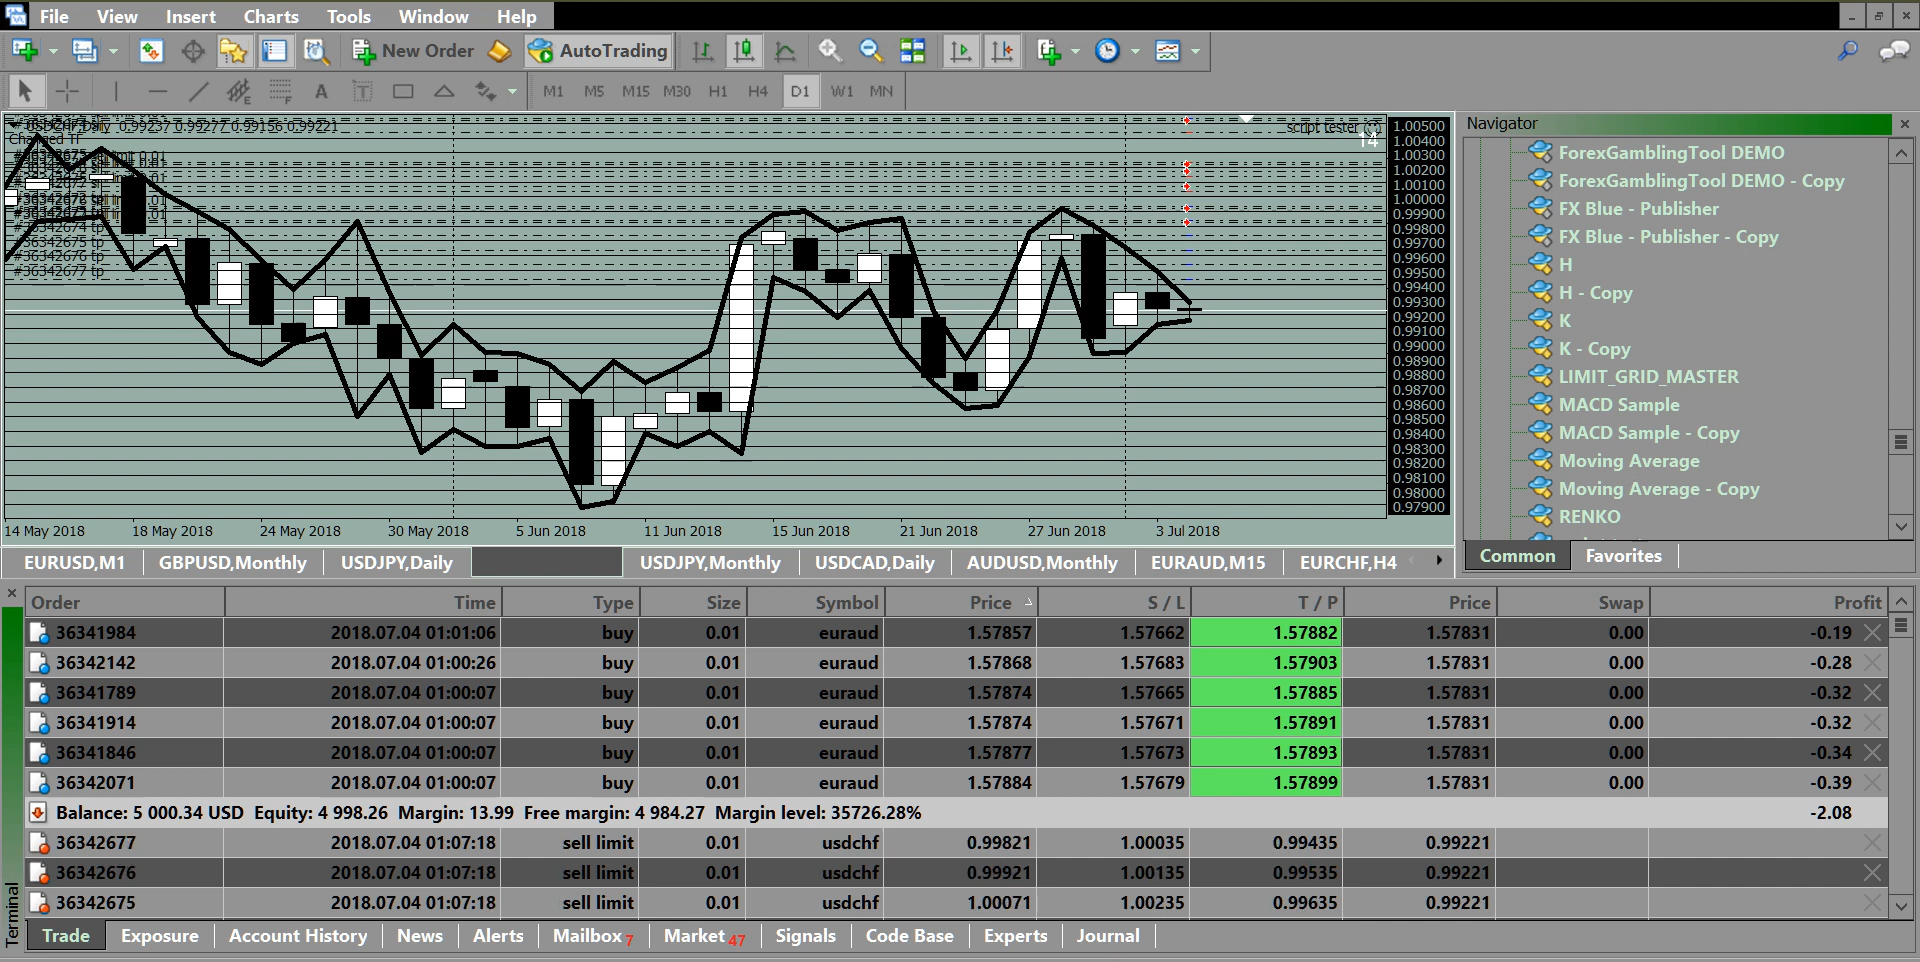 File View Insert Charts Tools Window Help
New Order AutoTrading
M1 M5 M15 M30 H1 H4 D1 W1 MN
USDCHF,Daily 0.99237 0.99277 0.99156 0.99221
script tester
14
Changed TF
#36342674 tp
#36342675 tp
#36342676 tp
#36342677 tp
1.00500
1.00400
1.00300
1.00200
1.00100
1.00000
0.99900
0.99800
0.99700
0.99600
0.99500
0.99400
0.99300
0.99200
0.99100
0.99000
0.98900
0.98800
0.98700
0.98600
0.98500
0.98400
0.98300
0.98200
0.98100
0.98000
0.97900
14 May 2018 18 May 2018 24 May 2018 30 May 2018 5 Jun 2018 11 Jun 2018 15 Jun 2018 21 Jun 2018 27 Jun 2018 3 Jul 2018
EURUSD,M1 GBPUSD,Monthly USDJPY,Daily USDJPY,Monthly USDCAD,Daily AUDUSD,Monthly EURAUD,M15 EURCHF,H4
Navigator
ForexGamblingTool DEMO
ForexGamblingTool DEMO - Copy
FX Blue - Publisher
FX Blue - Publisher - Copy
H
H - Copy
K
K - Copy
LIMIT_GRID_MASTER
MACD Sample
MACD Sample - Copy
Moving Average
Moving Average - Copy
RENKO
Common Favorites
Order Time Type Size Symbol Price S / L T / P Price Swap Profit
36341984 2018.07.04 01:01:06 buy 0.01 euraud 1.57857 1.57662 1.57882 1.57831 0.00 -0.19
36342142 2018.07.04 01:00:26 buy 0.01 euraud 1.57868 1.57683 1.57903 1.57831 0.00 -0.28
36341789 2018.07.04 01:00:07 buy 0.01 euraud 1.57874 1.57665 1.57885 1.57831 0.00 -0.32
36341914 2018.07.04 01:00:07 buy 0.01 euraud 1.57874 1.57671 1.57891 1.57831 0.00 -0.32
36341846 2018.07.04 01:00:07 buy 0.01 euraud 1.57877 1.57673 1.57893 1.57831 0.00 -0.34
36342071 2018.07.04 01:00:07 buy 0.01 euraud 1.57884 1.57679 1.57899 1.57831 0.00 -0.39
Balance: 5 000.34 USD Equity: 4 998.26 Margin: 13.99 Free margin: 4 984.27 Margin level: 35726.28% -2.08
36342677 2018.07.04 01:07:18 sell limit 0.01 usdchf 0.99821 1.00035 0.99435 0.99221
36342676 2018.07.04 01:07:18 sell limit 0.01 usdchf 0.99921 1.00135 0.99535 0.99221
36342675 2018.07.04 01:07:18 sell limit 0.01 usdchf 1.00071 1.00235 0.99635 0.99221
Terminal
Trade Exposure Account History News Alerts Mailbox 7 Market 47 Signals Code Base Experts Journal